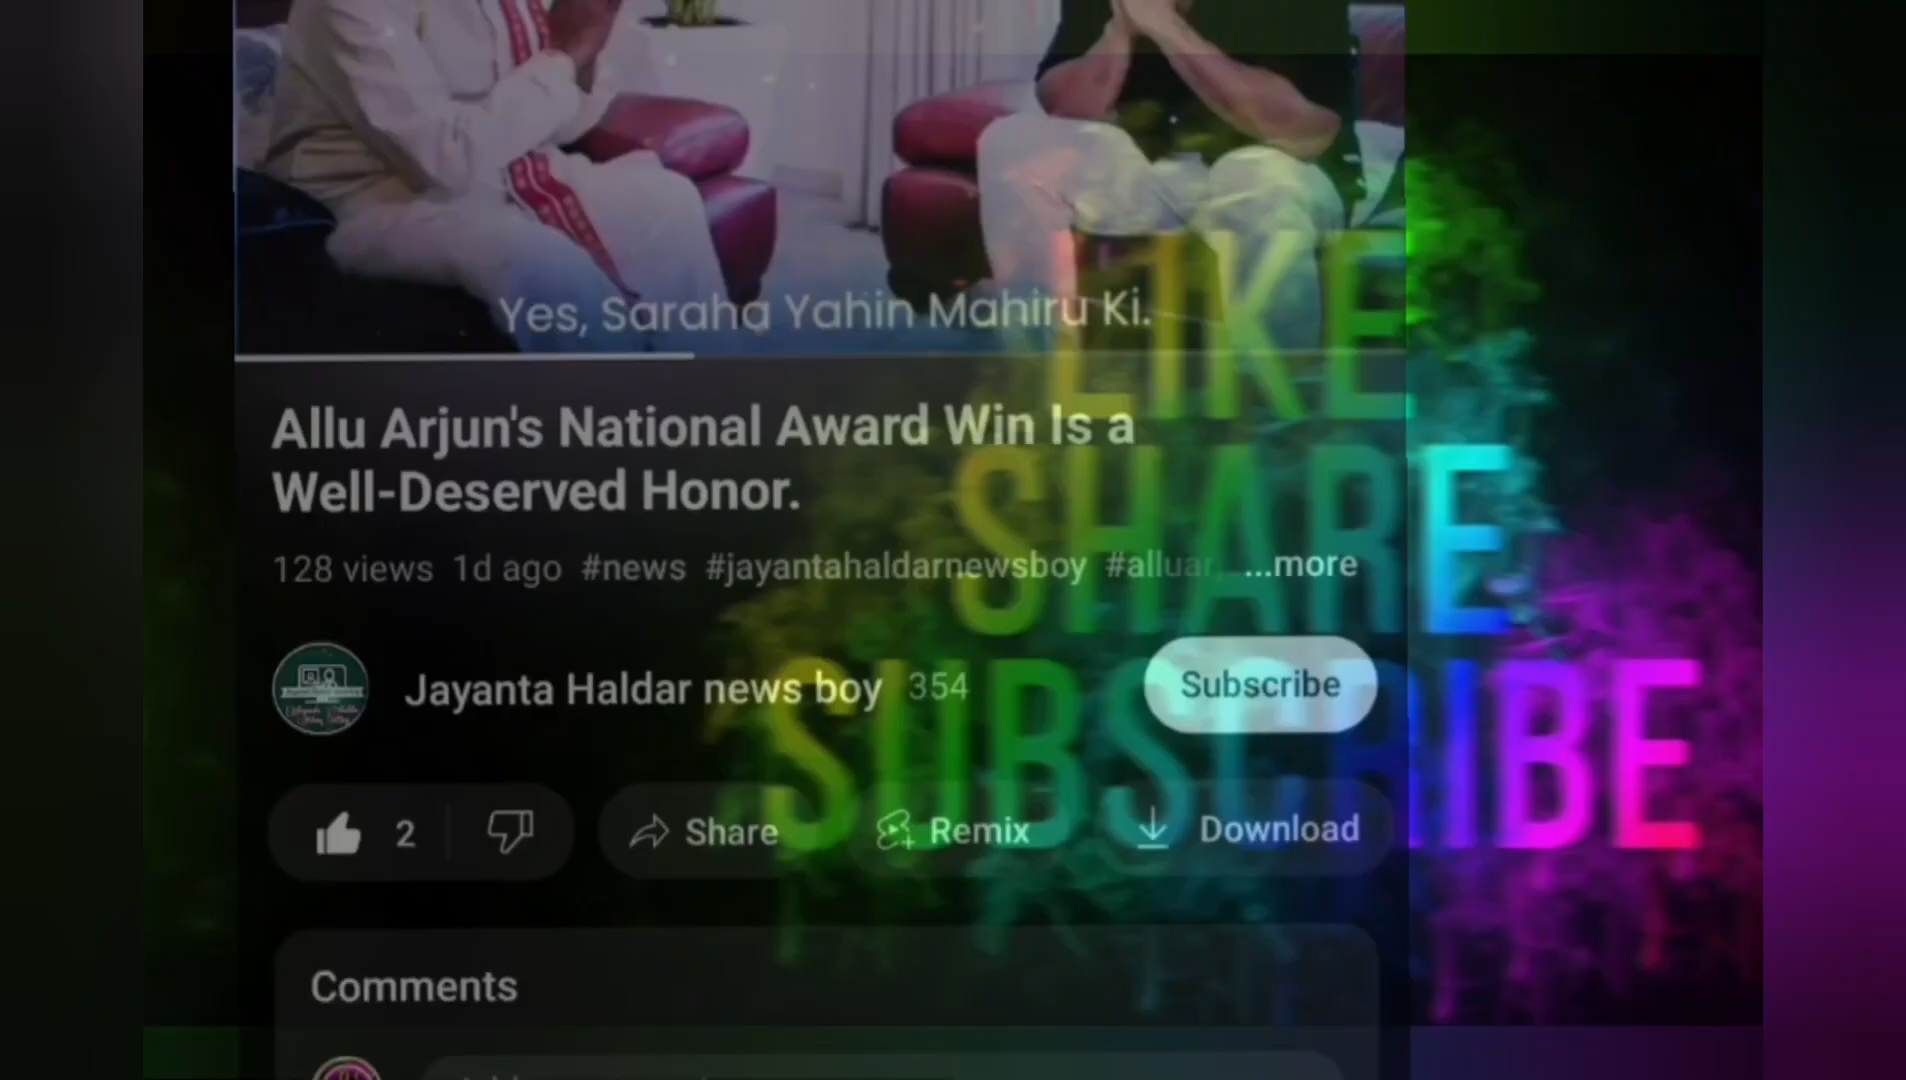 Yes, Saraha Yahin Mahiru Ki.
LIKE
Allu Arjun's National Award Win Is a
Well-Deserved Honor.
SHARE
128 views 1d ago #news #jayantahaldarnewsboy #alluar ...more
Jayanta Haldar news boy 354
Subscribe
SUBSCRIBE
2
Share
Remix
Download
Comments